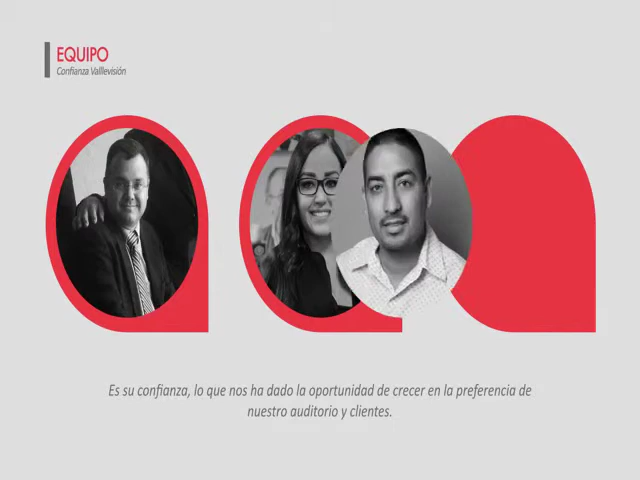 EQUIPO
Confianza Valllevisión
Es su confianza, lo que nos ha dado la oportunidad de crecer en la preferencia de
nuestro auditorio y clientes.